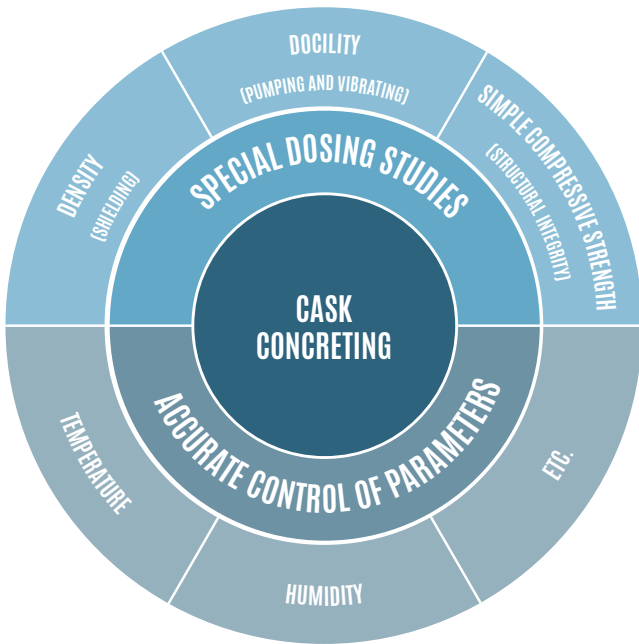 DOCILITY
(PUMPING AND VIBRATING)
SIMPLE COMPRESSIVE STRENGTH
(STRUCTURAL INTEGRITY)
DENSITY
(SHIELDING)
SPECIAL DOSING STUDIES
CASK
CONCRETING
ACCURATE CONTROL OF PARAMETERS
TEMPERATURE
HUMIDITY
ETC.